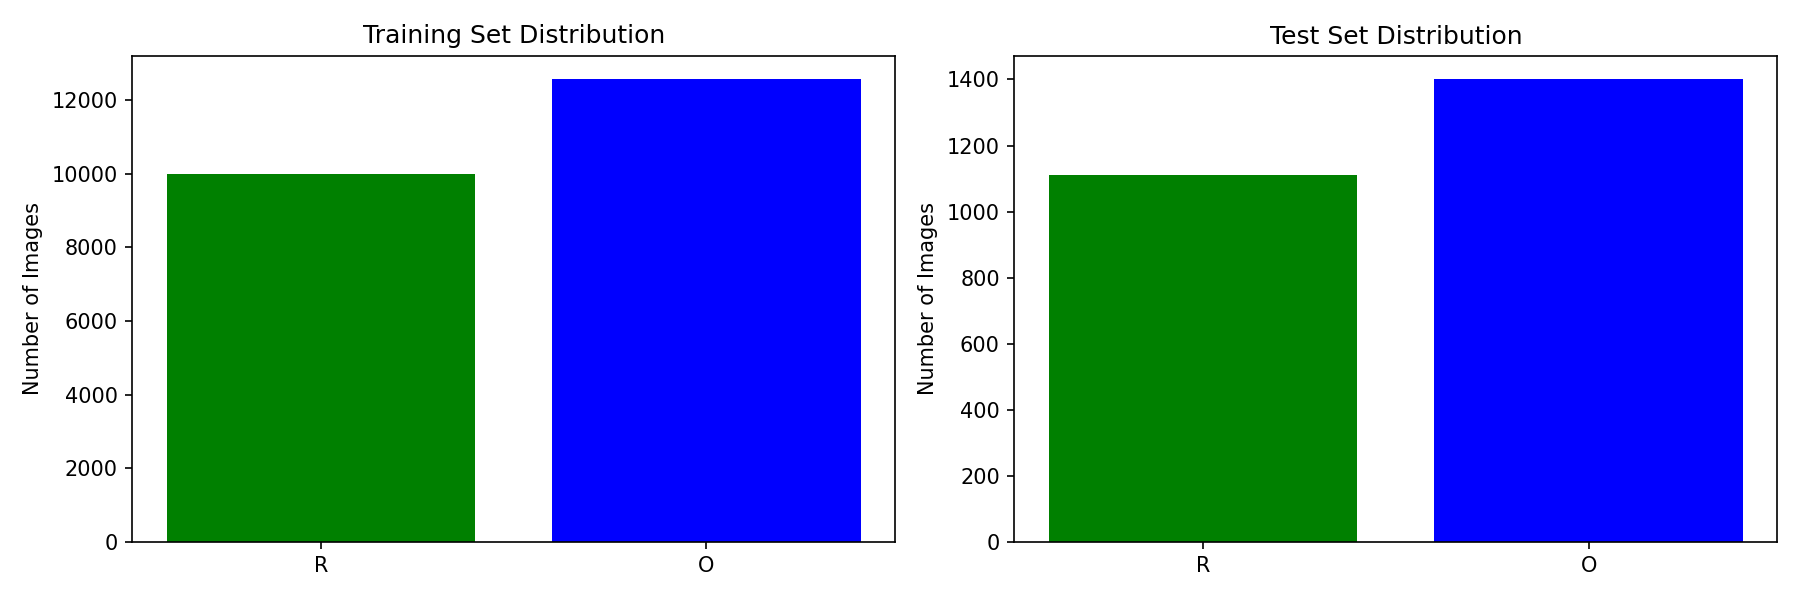 Training Set Distribution
Number of Images
12000
10000
8000
6000
4000
2000
0
R
O
Test Set Distribution
Number of Images
1400
1200
1000
800
600
400
200
0
R
O